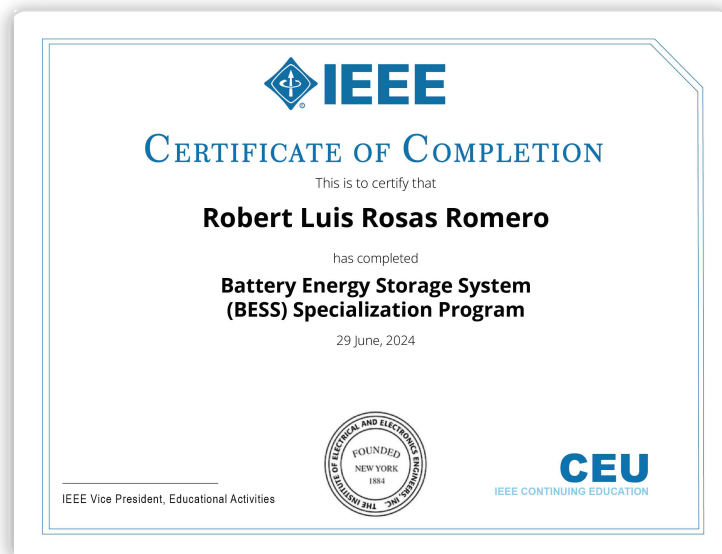 IEEE
CERTIFICATE OF COMPLETION
This is to certify that
Robert Luis Rosas Romero
has completed
Battery Energy Storage System
(BESS) Specialization Program
29 June, 2024
THE INSTITUTE OF ELECTRICAL AND ELECTRONICS ENGINEERS, INC.
FOUNDED
NEW YORK
1884
IEEE Vice President, Educational Activities
CEU
IEEE CONTINUING EDUCATION